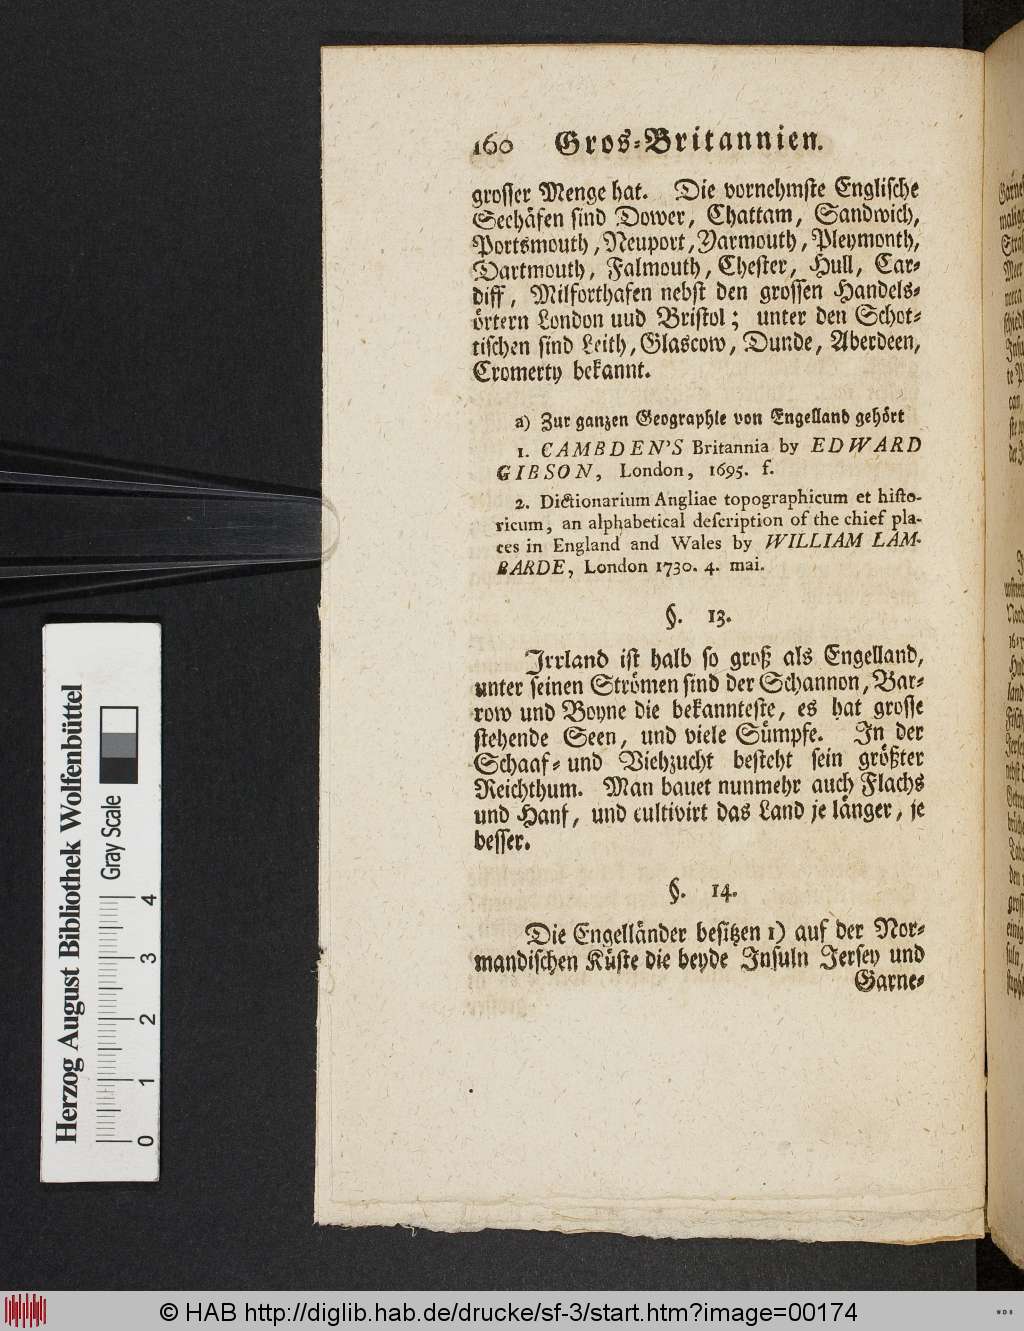 160 Gros-Britannien.
grosser Menge hat. Die vornehmste Englische
Seehäfen sind Dower, Chattam, Sandwich,
Portsmouth, Neuport, Yarmouth, Pleymonth,
Dartmouth, Falmouth, Chester, Hull, Car-
diff, Milforthafen nebst den grossen Handels-
örtern London uud Bristol; unter den Schot-
tischen sind Leith, Glascow, Dunde, Aberdeen,
Cromerty bekannt.
a) Zur ganzen Geographie von Engelland gehört
1. CAMBDEN'S Britannia by EDWARD
GIBSON, London, 1695. f.
2. Dictionarium Angliae topographicum et histo-
ricum, an alphabetical description of the chief pla-
ces in England and Wales by WILLIAM LAM-
BARDE, London 1730. 4. mai.
§. 13.
Irrland ist halb so groß als Engelland,
unter seinen Strömen sind der Schannon, Bar-
row und Boyne die bekannteste, es hat grosse
stehende Seen, und viele Sümpfe. In der
Schaaf- und Viehzucht besteht sein größter
Reichthum. Man bauet nunmehr auch Flachs
und Hanf, und cultivirt das Land je länger, je
besser.
§. 14.
Die Engelländer besitzen 1) auf der Nor-
mandischen Küste die beyde Insuln Jersey und
Garne-
Herzog August Bibliothek Wolfenbüttel
Gray Scale
0 1 2 3 4
© HAB http://diglib.hab.de/drucke/sf-3/start.htm?image=00174